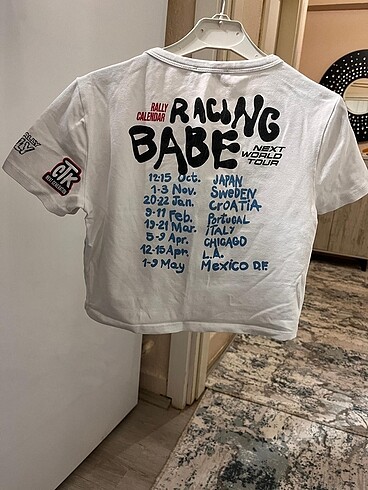 RALLY
CALENDAR
RACING
BABE
NEXT
WORLD
TOUR
12-15 Oct. JAPAN
1-3 Nov. SWEDEN
20-22 Jan. CROATIA
9-11 Feb. Portugal
19-21 Mar. ITALY
5-9 Apr. CHICAGO
12-15 Apr. L.A.
1-9 May MEXICO D.F.